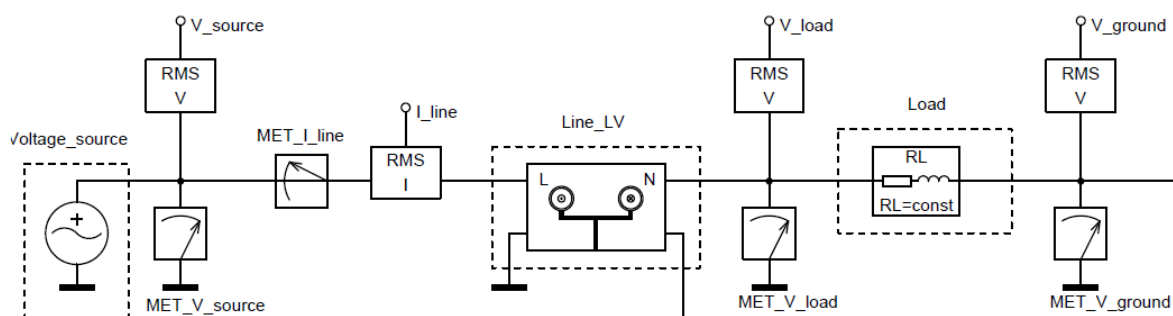 V_source
V_load
V_ground
RMS
V
RMS
V
RMS
V
I_line
Line_LV
Load
Voltage_source
MET_I_line
RMS
I
L
N
RL
RL=const
+
MET_V_source
MET_V_load
MET_V_ground